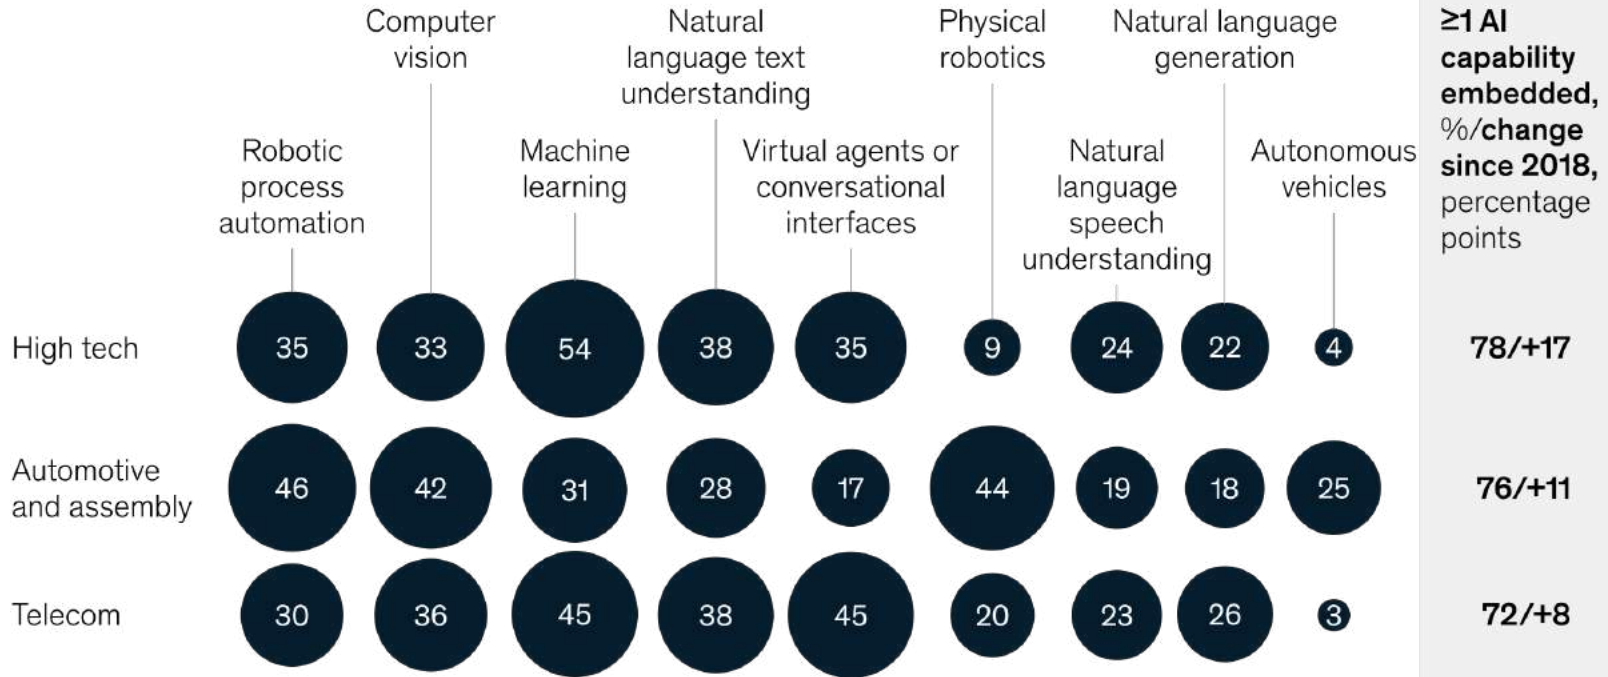 Computer
vision
Natural
language text
understanding
Physical
robotics
Natural language
generation
≥1 AI
capability
embedded,
%/change
since 2018,
percentage
points
Robotic
process
automation
Machine
learning
Virtual agents or
conversational
interfaces
Natural
language
speech
understanding
Autonomous
vehicles
High tech
35 33 54 38 35 9 24 22 4 78/+17
Automotive
and assembly
46 42 31 28 17 44 19 18 25 76/+11
Telecom
30 36 45 38 45 20 23 26 3 72/+8